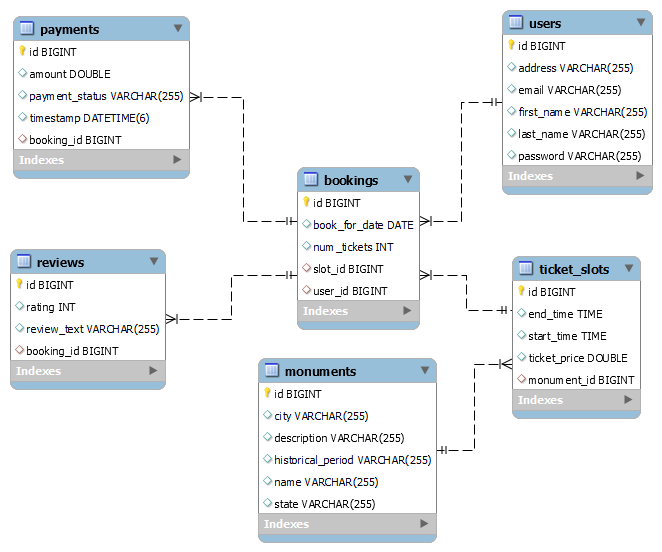 payments
id BIGINT
amount DOUBLE
payment_status VARCHAR(255)
timestamp DATETIME(6)
booking_id BIGINT
Indexes
users
id BIGINT
address VARCHAR(255)
email VARCHAR(255)
first_name VARCHAR(255)
last_name VARCHAR(255)
password VARCHAR(255)
Indexes
bookings
id BIGINT
book_for_date DATE
num_tickets INT
slot_id BIGINT
user_id BIGINT
Indexes
reviews
id BIGINT
rating INT
review_text VARCHAR(255)
booking_id BIGINT
Indexes
ticket_slots
id BIGINT
end_time TIME
start_time TIME
ticket_price DOUBLE
monument_id BIGINT
Indexes
monuments
id BIGINT
city VARCHAR(255)
description VARCHAR(255)
historical_period VARCHAR(255)
name VARCHAR(255)
state VARCHAR(255)
Indexes